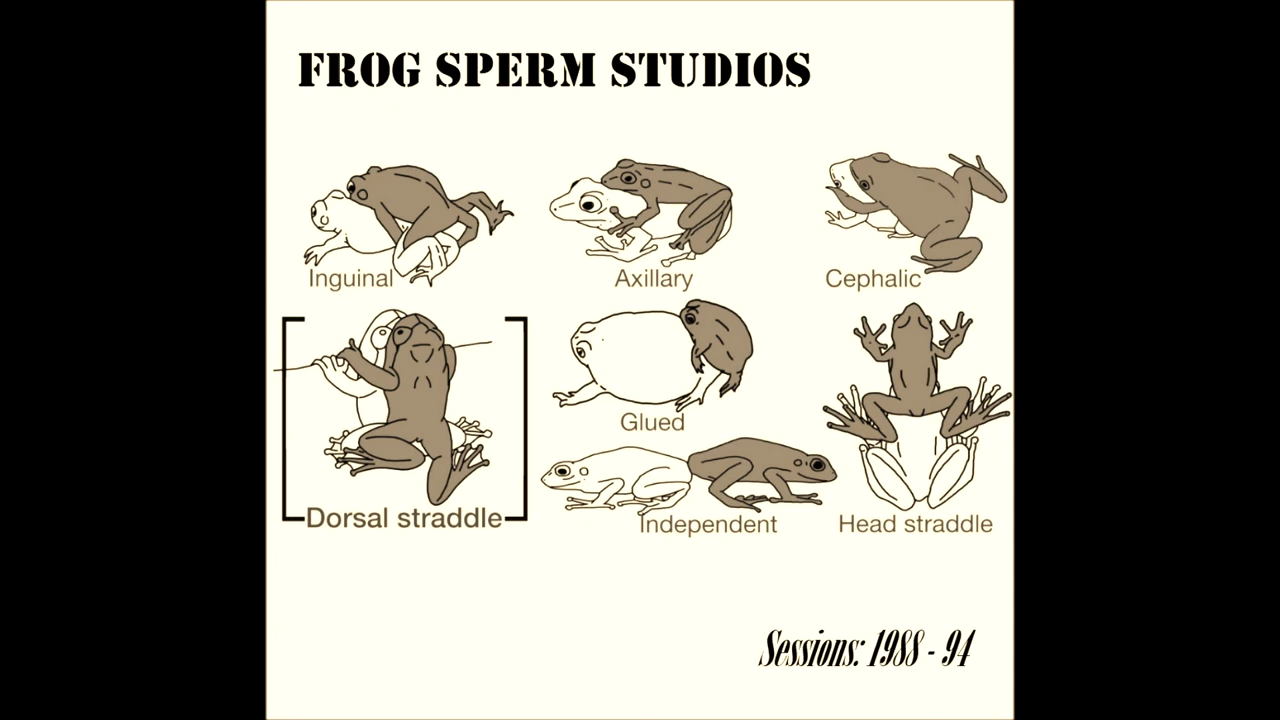 FROG SPERM STUDIOS
Inguinal
Axillary
Cephalic
Dorsal straddle
Glued
Independent
Head straddle
Sessions: 1988 - 94